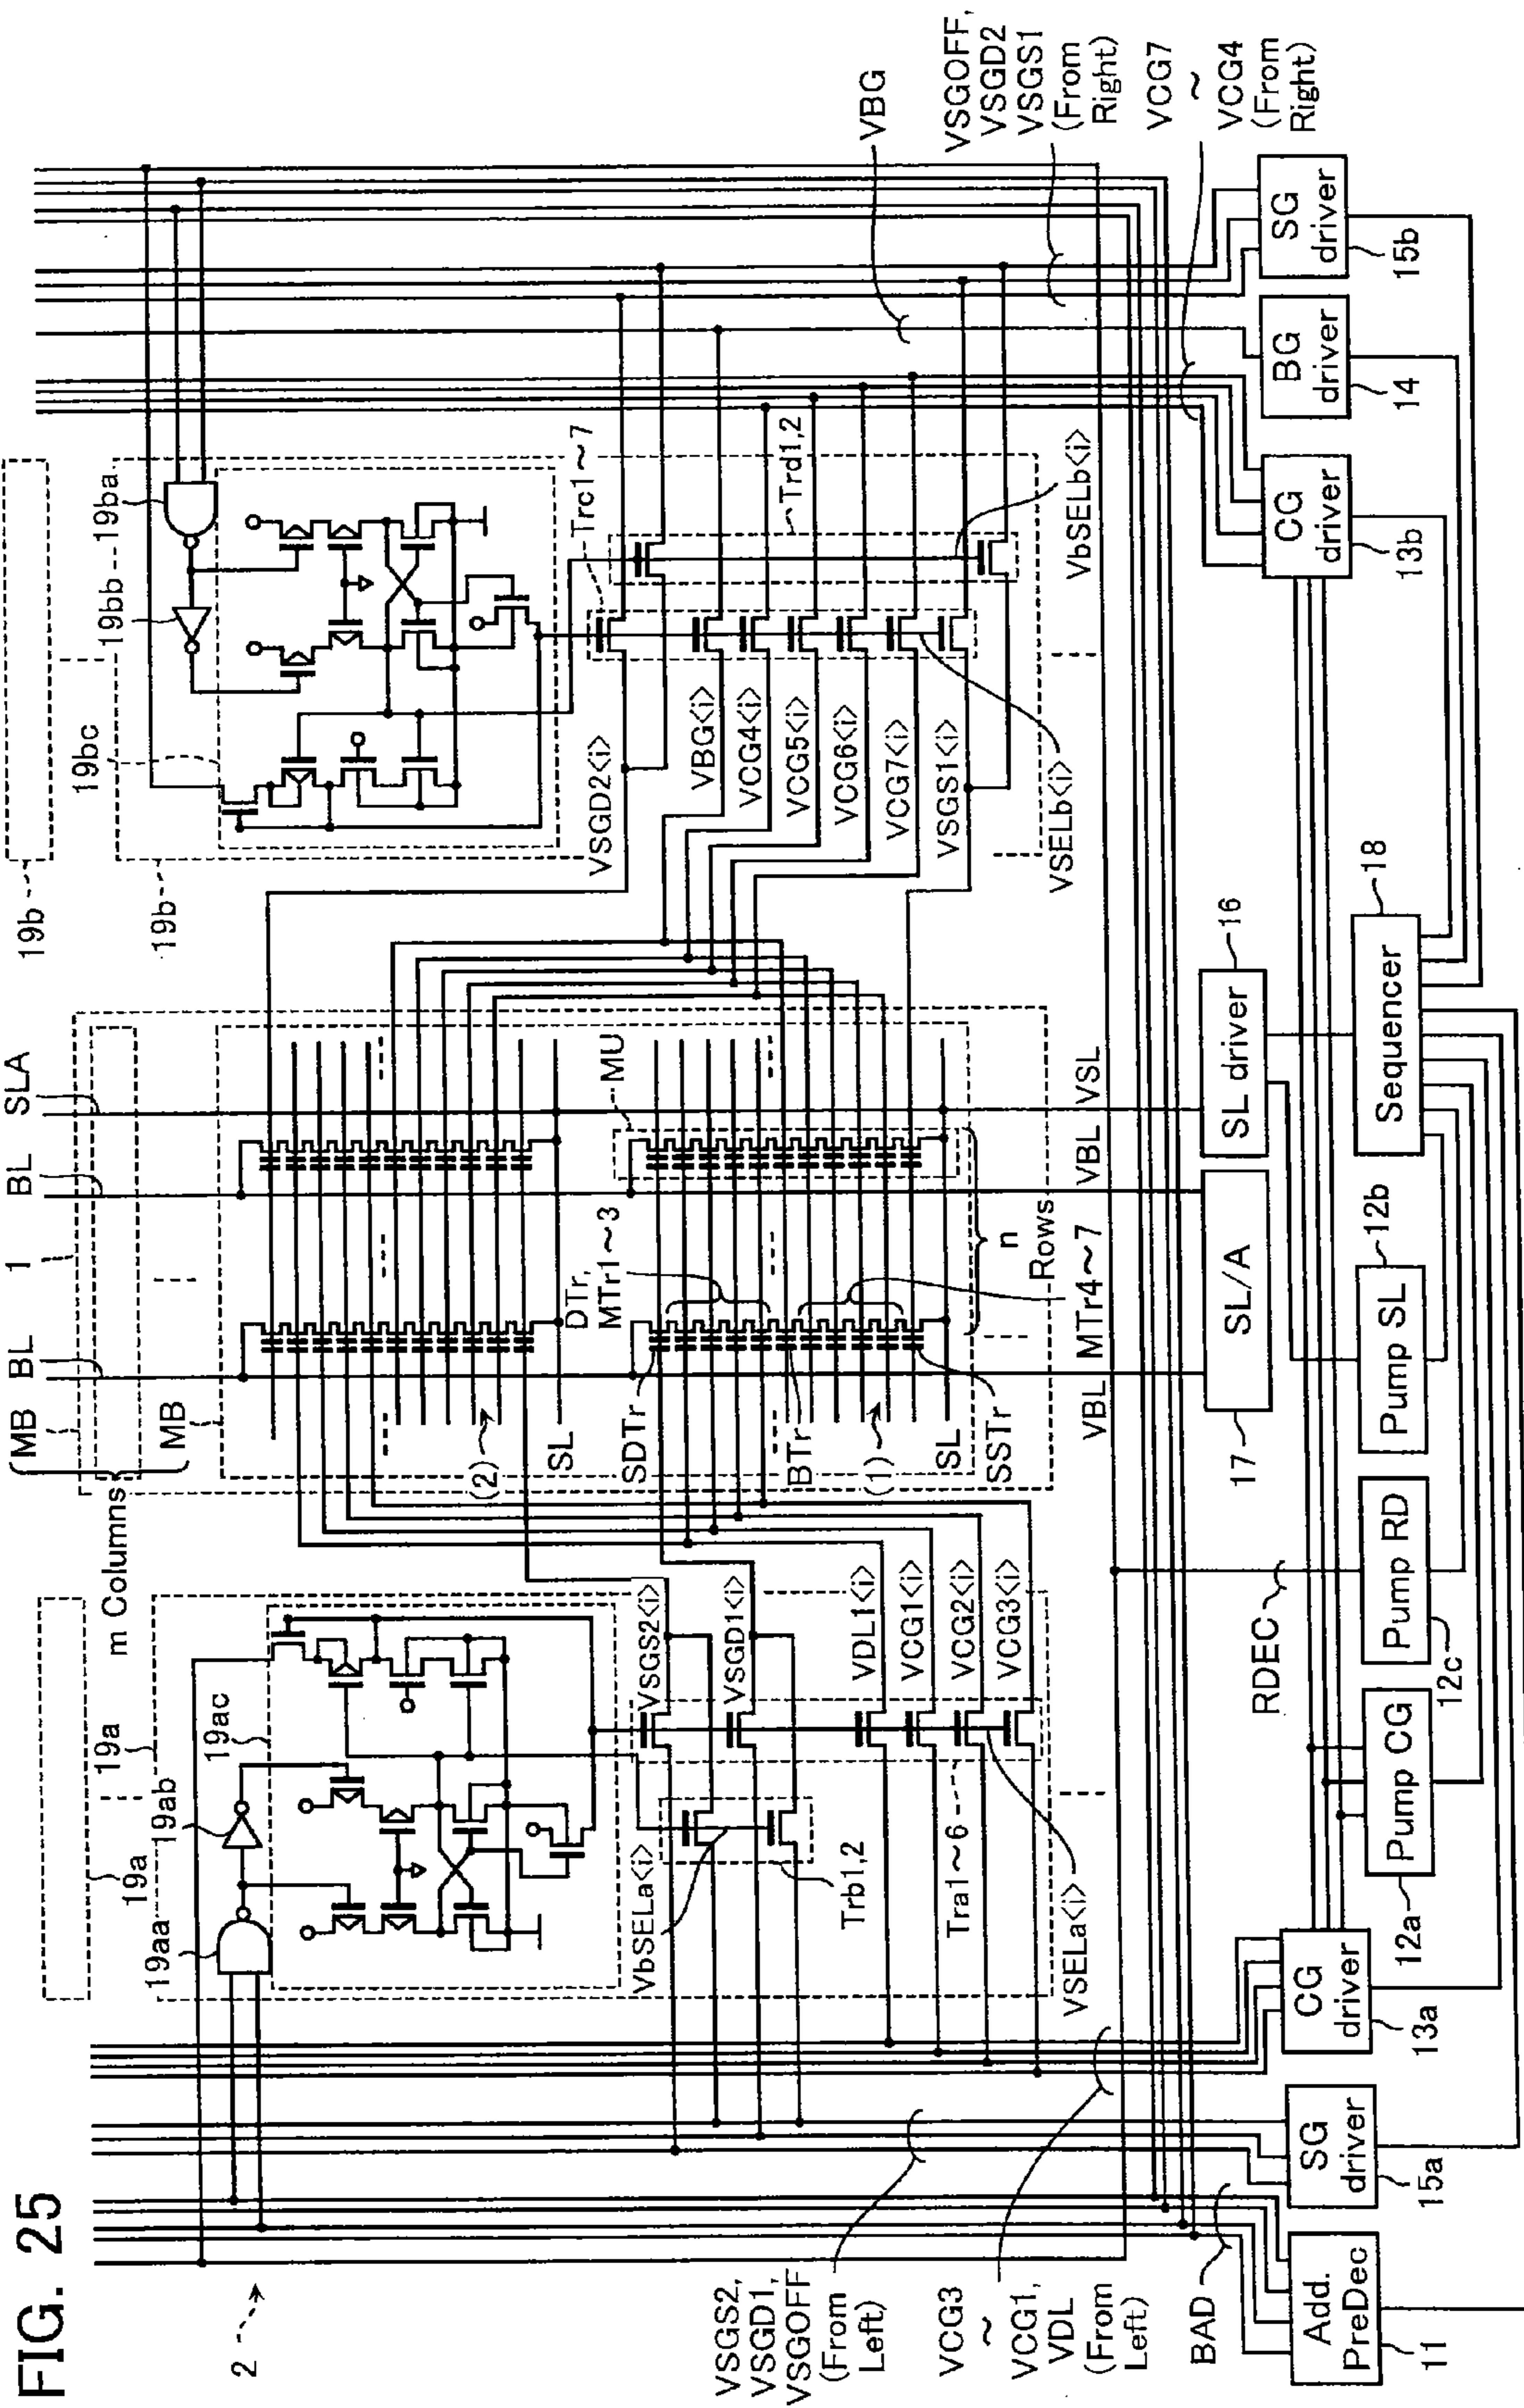 FIG. 25
2
m Columns
MB
MB
BL
1
BL
SLA
19b
19b
19bc
19bb
19ba
19a
19a
19aa
19ab
19ac
Trc1~7
Trd1,2
VBG
VSGOFF,
VSGD2
VSGS1
(From
Right)
VCG7
~
VCG4
(From
Right)
VSGD2<i>
VBG<i>
VCG4<i>
VCG5<i>
VCG6<i>
VCG7<i>
VSGS1<i>
VSELb<i>
VbSELb<i>
(2)
SL
SDTr
DTr,
MTr1~3
MU
BTr
(1)
SL
SSTr
n
Rows
MTr4~7
VBL
VBL
VSL
VbSELa<i>
VSGS2<i>
VSGD1<i>
VDL1<i>
VCG1<i>
VCG2<i>
VCG3<i>
Trb1,2
Tra1~6
VSELa<i>
VSGS2,
VSGD1,
VSGOFF
(From
Left)
VCG3
~
VCG1,
VDL
(From
Left)
BAD
RDEC
Add.
PreDec
11
SG
driver
15a
CG
driver
13a
Pump CG
12a
Pump RD
12c
SL/A
17
Pump SL
12b
SL driver
16
Sequencer
18
CG
driver
13b
BG
driver
14
SG
driver
15b